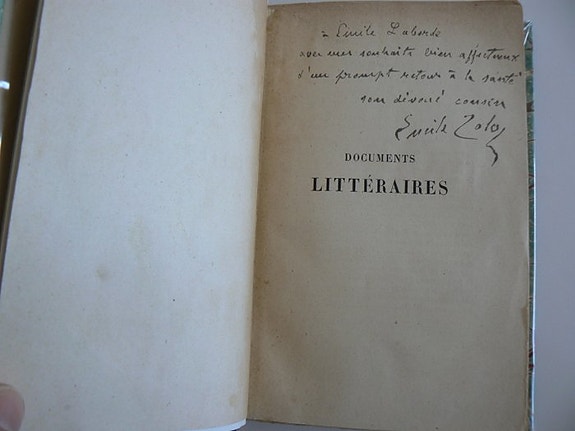 à Emile Laborde
avec mes souhaits bien affectueux
d'un prompt retour à la santé
son dévoué cousin
Emile Zola
DOCUMENTS
LITTÉRAIRES